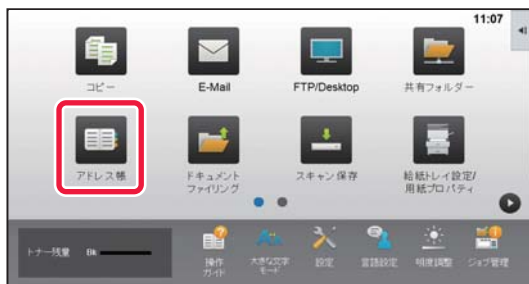 11:07
コピー
E-Mail
FTP/Desktop
共有フォルダー
アドレス帳
ドキュメント
ファイリング
スキャン保存
給紙トレイ設定/
用紙プロパティ
トナー残量 Bk
操作
ガイド
大きな文字
モード
設定
言語設定
明度調整
ジョブ管理